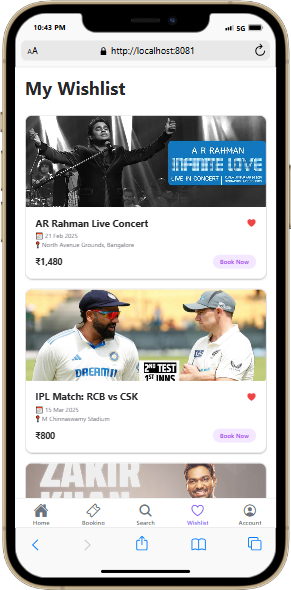 10:43 PM
5G
AA
http://localhost:8081
My Wishlist
A R RAHMAN
INFINITE LOVE
LIVE IN CONCERT
AR Rahman Live Concert
21 Feb 2025
North Avenue Grounds, Bangalore
₹1,480
Book Now
DREAM11
2ND TEST
1ST INNS
IPL Match: RCB vs CSK
15 Mar 2025
M Chinnaswamy Stadium
₹800
Book Now
ZAKIR
KHAN
Home
Booking
Search
Wishlist
Account